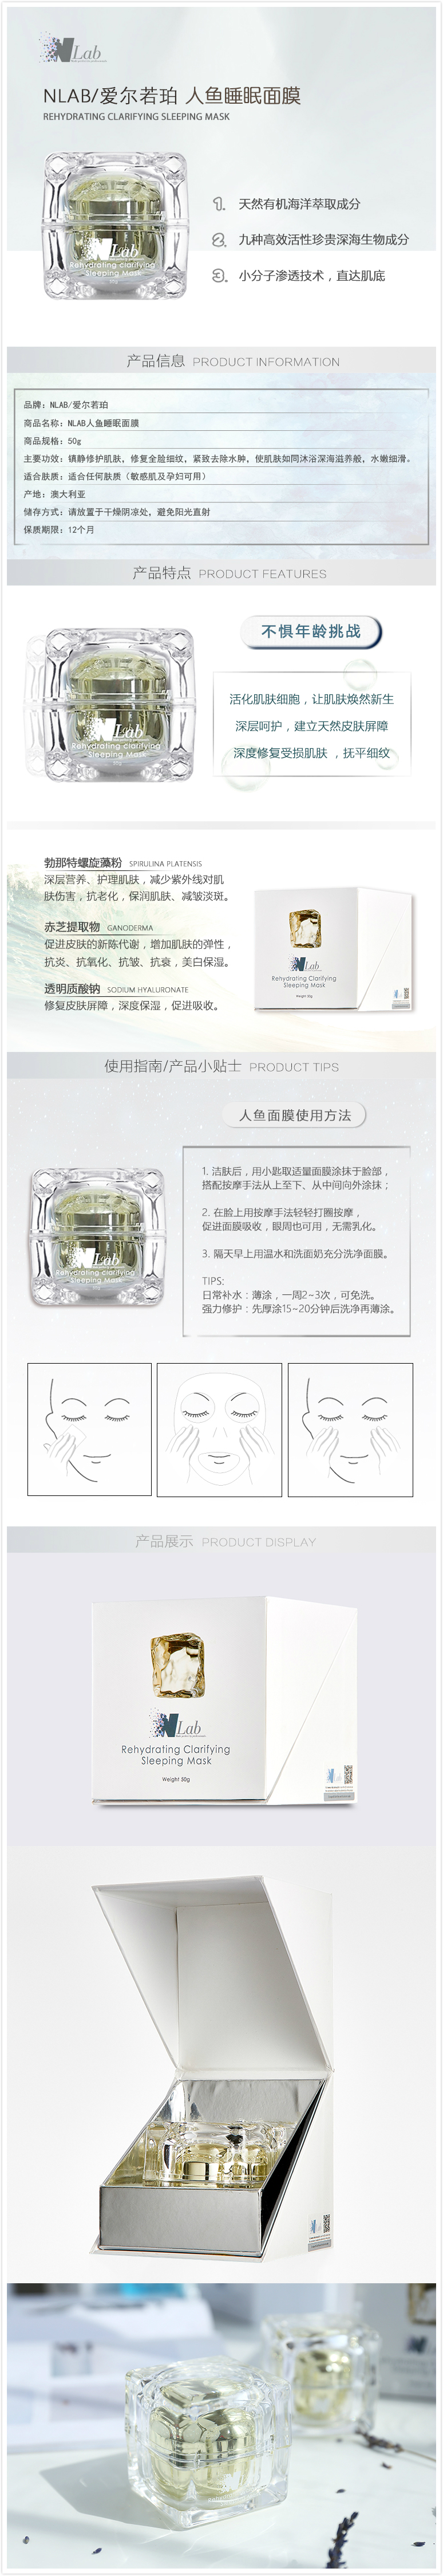 NLab
NLAB/爱尔若珀 人鱼睡眠面膜
REHYDRATING CLARIFYING SLEEPING MASK
1. 天然有机海洋萃取成分
2. 九种高效活性珍贵深海生物成分
3. 小分子渗透技术，直达肌底
NLab
Rehydrating clarifying
Sleeping Mask
产品信息 PRODUCT INFORMATION
品牌：NLAB/爱尔若珀
商品名称：NLAB人鱼睡眠面膜
商品规格：50g
主要功效：镇静修护肌肤，修复全脸细纹，紧致去除水肿，使肌肤如同沐浴深海滋养般，水嫩细滑。
适合肤质：适合任何肤质（敏感肌及孕妇可用）
产地：澳大利亚
储存方式：请放置于干燥阴凉处，避免阳光直射
保质期限：12个月
产品特点 PRODUCT FEATURES
不惧年龄挑战
活化肌肤细胞，让肌肤焕然新生
深层呵护，建立天然皮肤屏障
深度修复受损肌肤 ，抚平细纹
NLab
Rehydrating clarifying
Sleeping Mask
勃那特螺旋藻粉 SPIRULINA PLATENSIS
深层营养、护理肌肤，减少紫外线对肌
肤伤害，抗老化，保润肌肤、减皱淡斑。
赤芝提取物 GANODERMA
促进皮肤的新陈代谢，增加肌肤的弹性，
抗炎、抗氧化、抗皱、抗衰，美白保湿。
透明质酸钠 SODIUM HYALURONATE
修复皮肤屏障，深度保湿，促进吸收。
NLab
Rehydrating Clarifying
Sleeping Mask
Weight 50g
使用指南/产品小贴士 PRODUCT TIPS
人鱼面膜使用方法
1. 洁肤后，用小匙取适量面膜涂抹于脸部，
搭配按摩手法从上至下、从中间向外涂抹；
2. 在脸上用按摩手法轻轻打圈按摩，
促进面膜吸收，眼周也可用，无需乳化。
3. 隔天早上用温水和洗面奶充分洗净面膜。
TIPS:
日常补水：薄涂，一周2~3次，可免洗。
强力修护：先厚涂15~20分钟后洗净再薄涂。
NLab
Rehydrating clarifying
Sleeping Mask
产品展示 PRODUCT DISPLAY
NLab
Rehydrating Clarifying
Sleeping Mask
Weight 50g